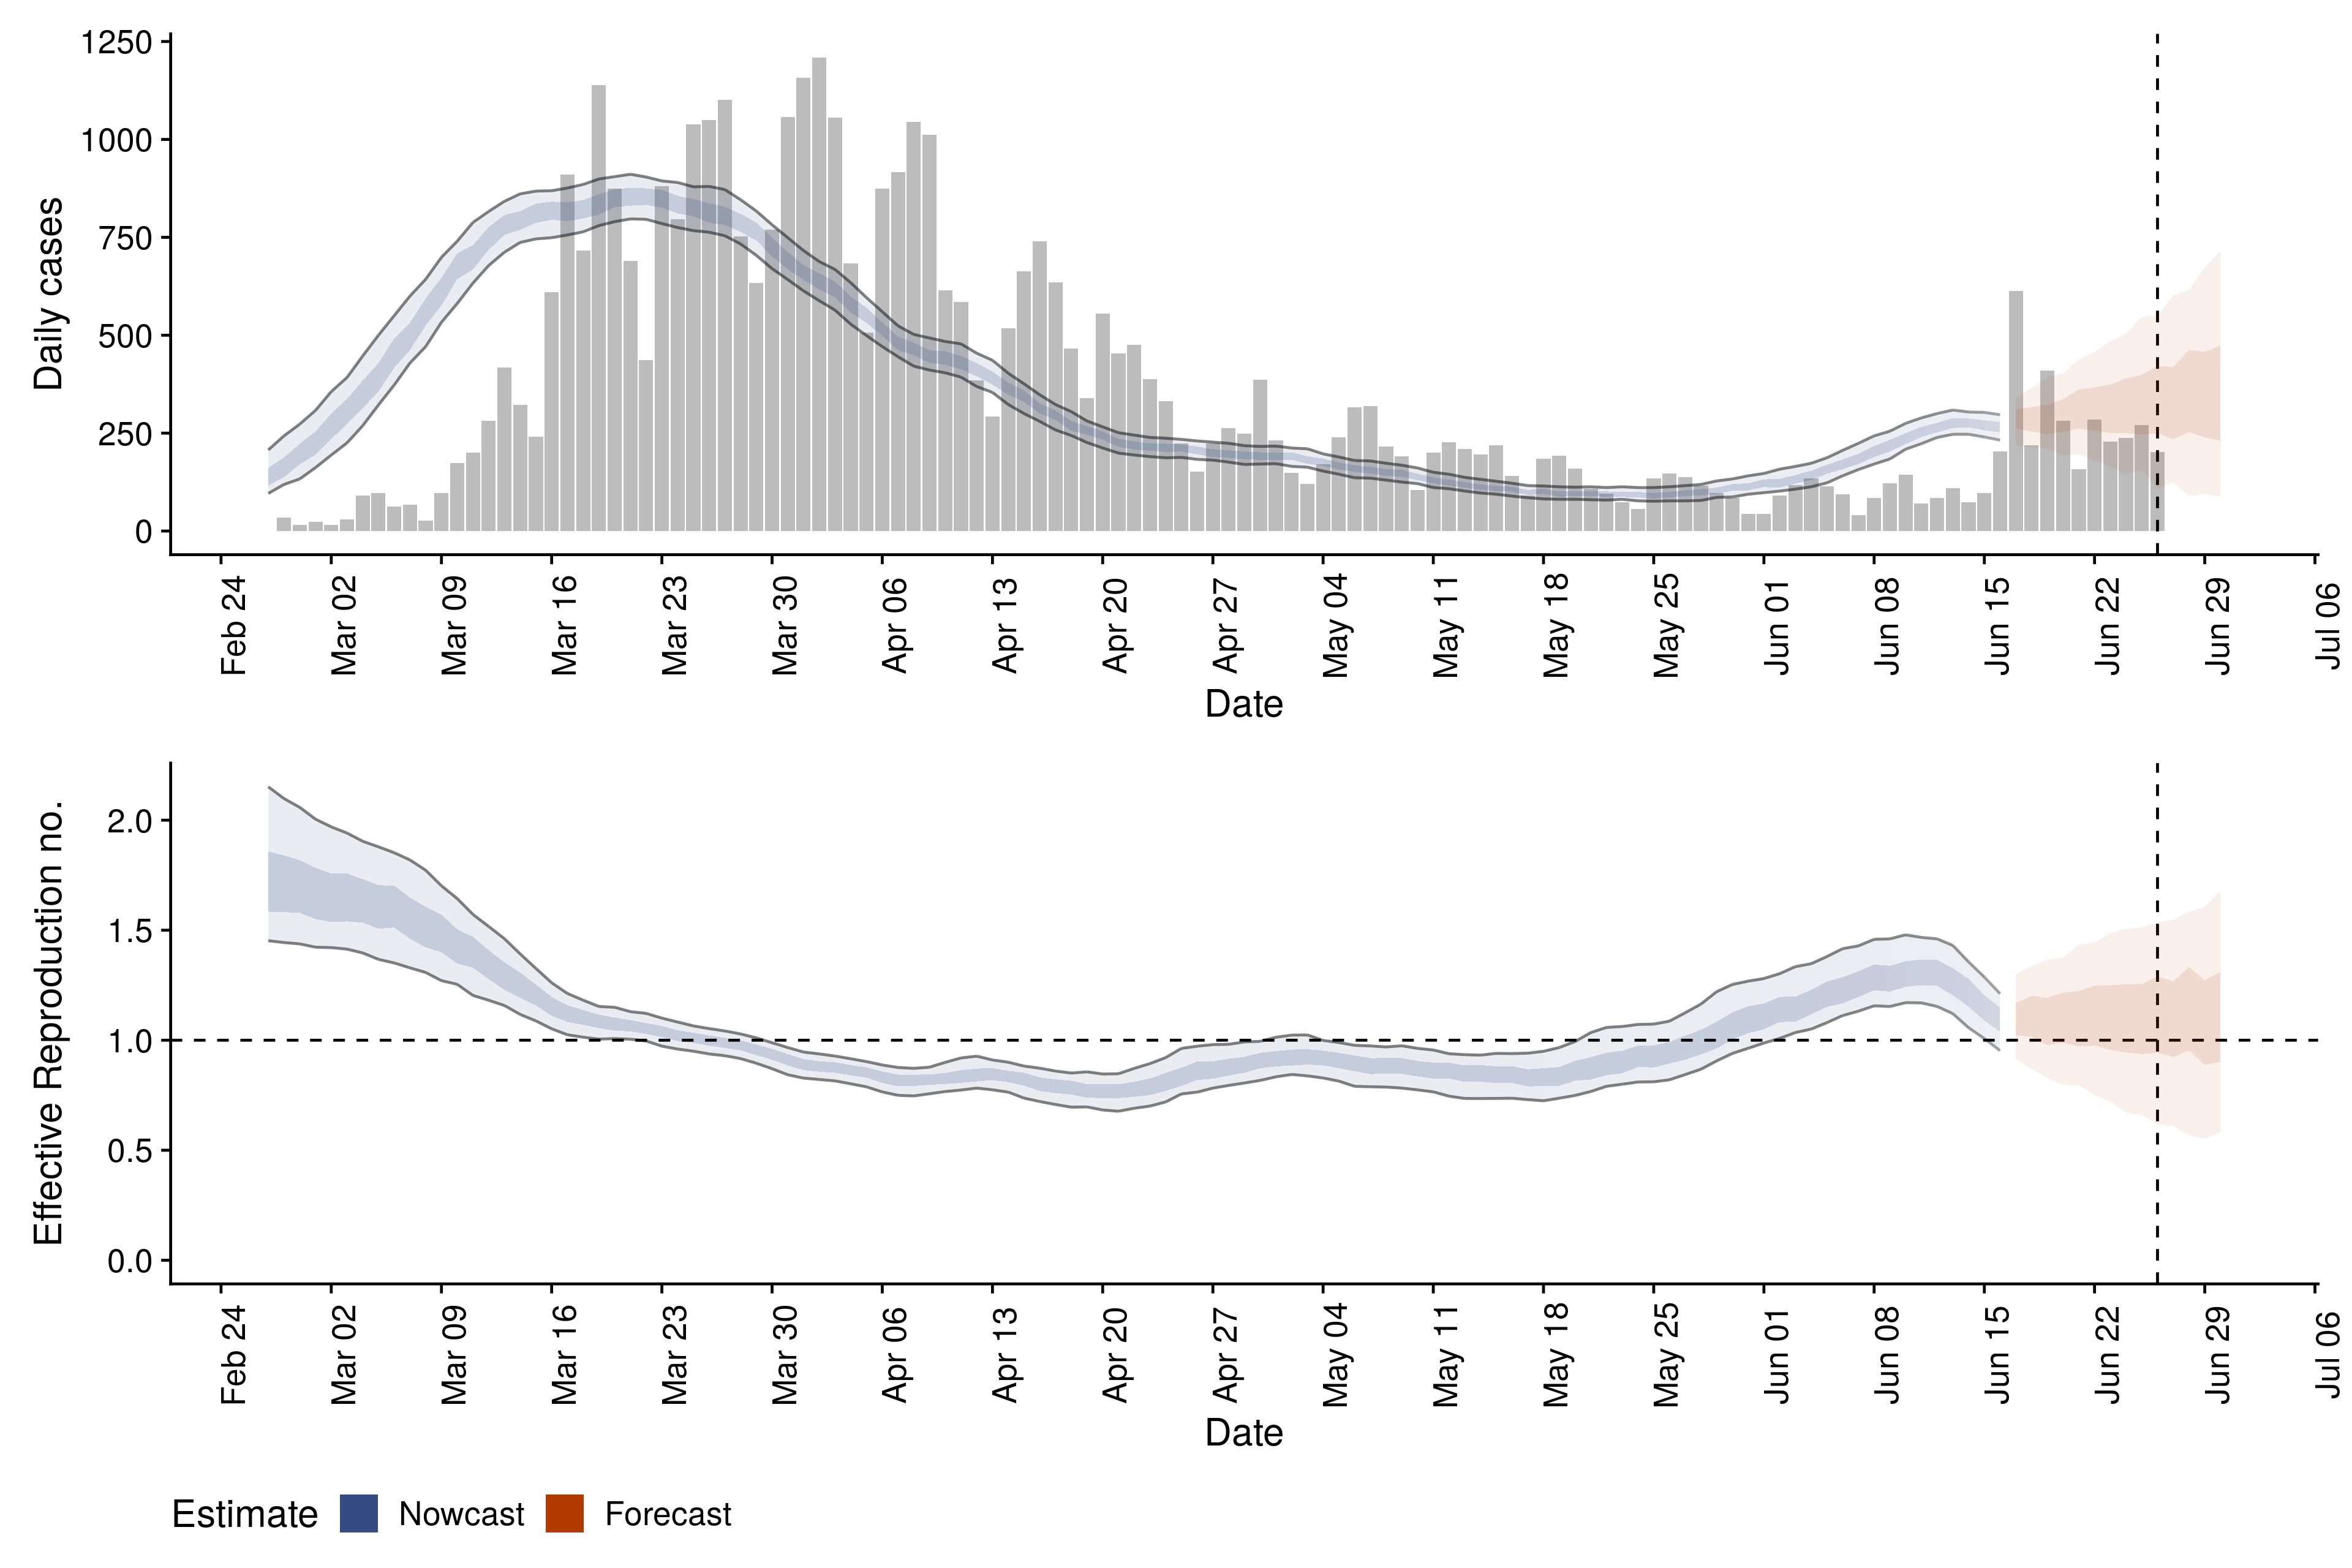 1250
1000
750
500
250
0
Daily cases
Feb 24
Mar 02
Mar 09
Mar 16
Mar 23
Mar 30
Apr 06
Apr 13
Apr 20
Apr 27
May 04
May 11
May 18
May 25
Jun 01
Jun 08
Jun 15
Jun 22
Jun 29
Jul 06
Date
2.0
1.5
1.0
0.5
0.0
Effective Reproduction no.
Feb 24
Mar 02
Mar 09
Mar 16
Mar 23
Mar 30
Apr 06
Apr 13
Apr 20
Apr 27
May 04
May 11
May 18
May 25
Jun 01
Jun 08
Jun 15
Jun 22
Jun 29
Jul 06
Date
Estimate Nowcast Forecast